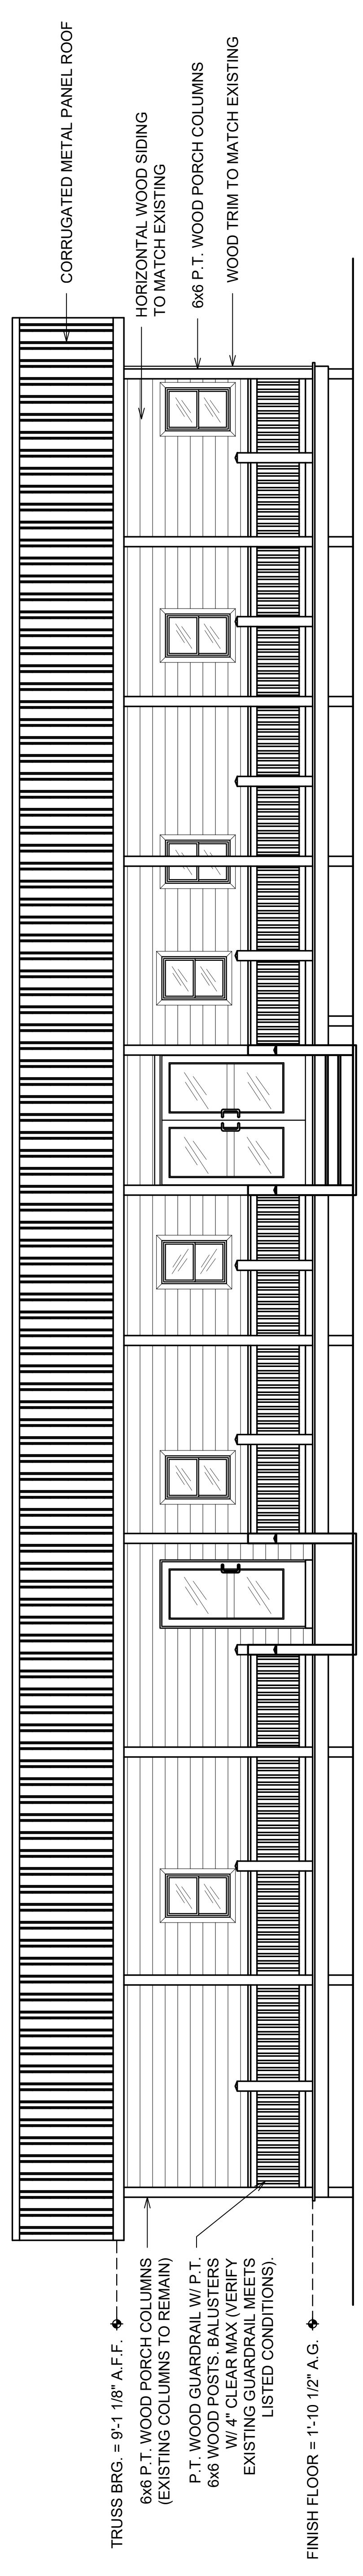 CORRUGATED METAL PANEL ROOF
HORIZONTAL WOOD SIDING
TO MATCH EXISTING
6x6 P.T. WOOD PORCH COLUMNS
WOOD TRIM TO MATCH EXISTING
TRUSS BRG. = 9'-1 1/8" A.F.F.
6x6 P.T. WOOD PORCH COLUMNS
(EXISTING COLUMNS TO REMAIN)
P.T. WOOD GUARDRAIL W/ P.T.
6x6 WOOD POSTS. BALUSTERS
W/ 4" CLEAR MAX (VERIFY
EXISTING GUARDRAIL MEETS
LISTED CONDITIONS).
FINISH FLOOR = 1'-10 1/2" A.G.